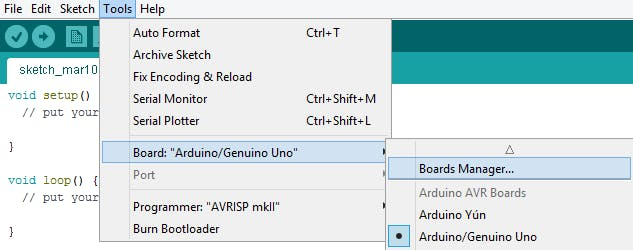 File Edit Sketch Tools Help
Auto Format Ctrl+T
Archive Sketch
Fix Encoding & Reload
Serial Monitor Ctrl+Shift+M
Serial Plotter Ctrl+Shift+L
Board: "Arduino/Genuino Uno"
Port
Programmer: "AVRISP mkII"
Burn Bootloader
sketch_mar10
void setup()
// put your
}
void loop() {
// put your
}
Boards Manager...
Arduino AVR Boards
Arduino Yún
Arduino/Genuino Uno